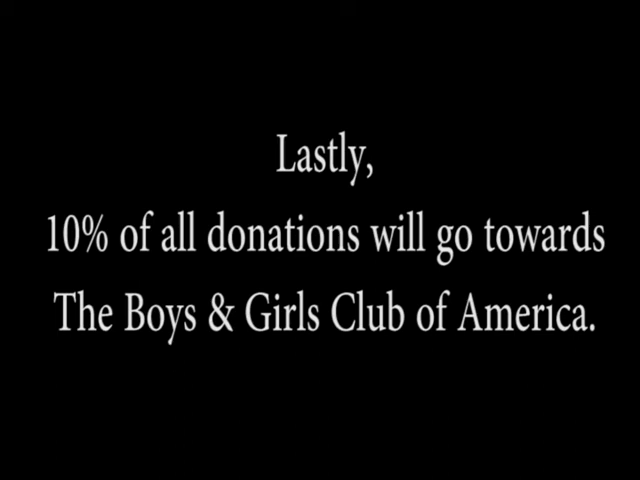 Lastly,
10% of all donations will go towards
The Boys & Girls Club of America.